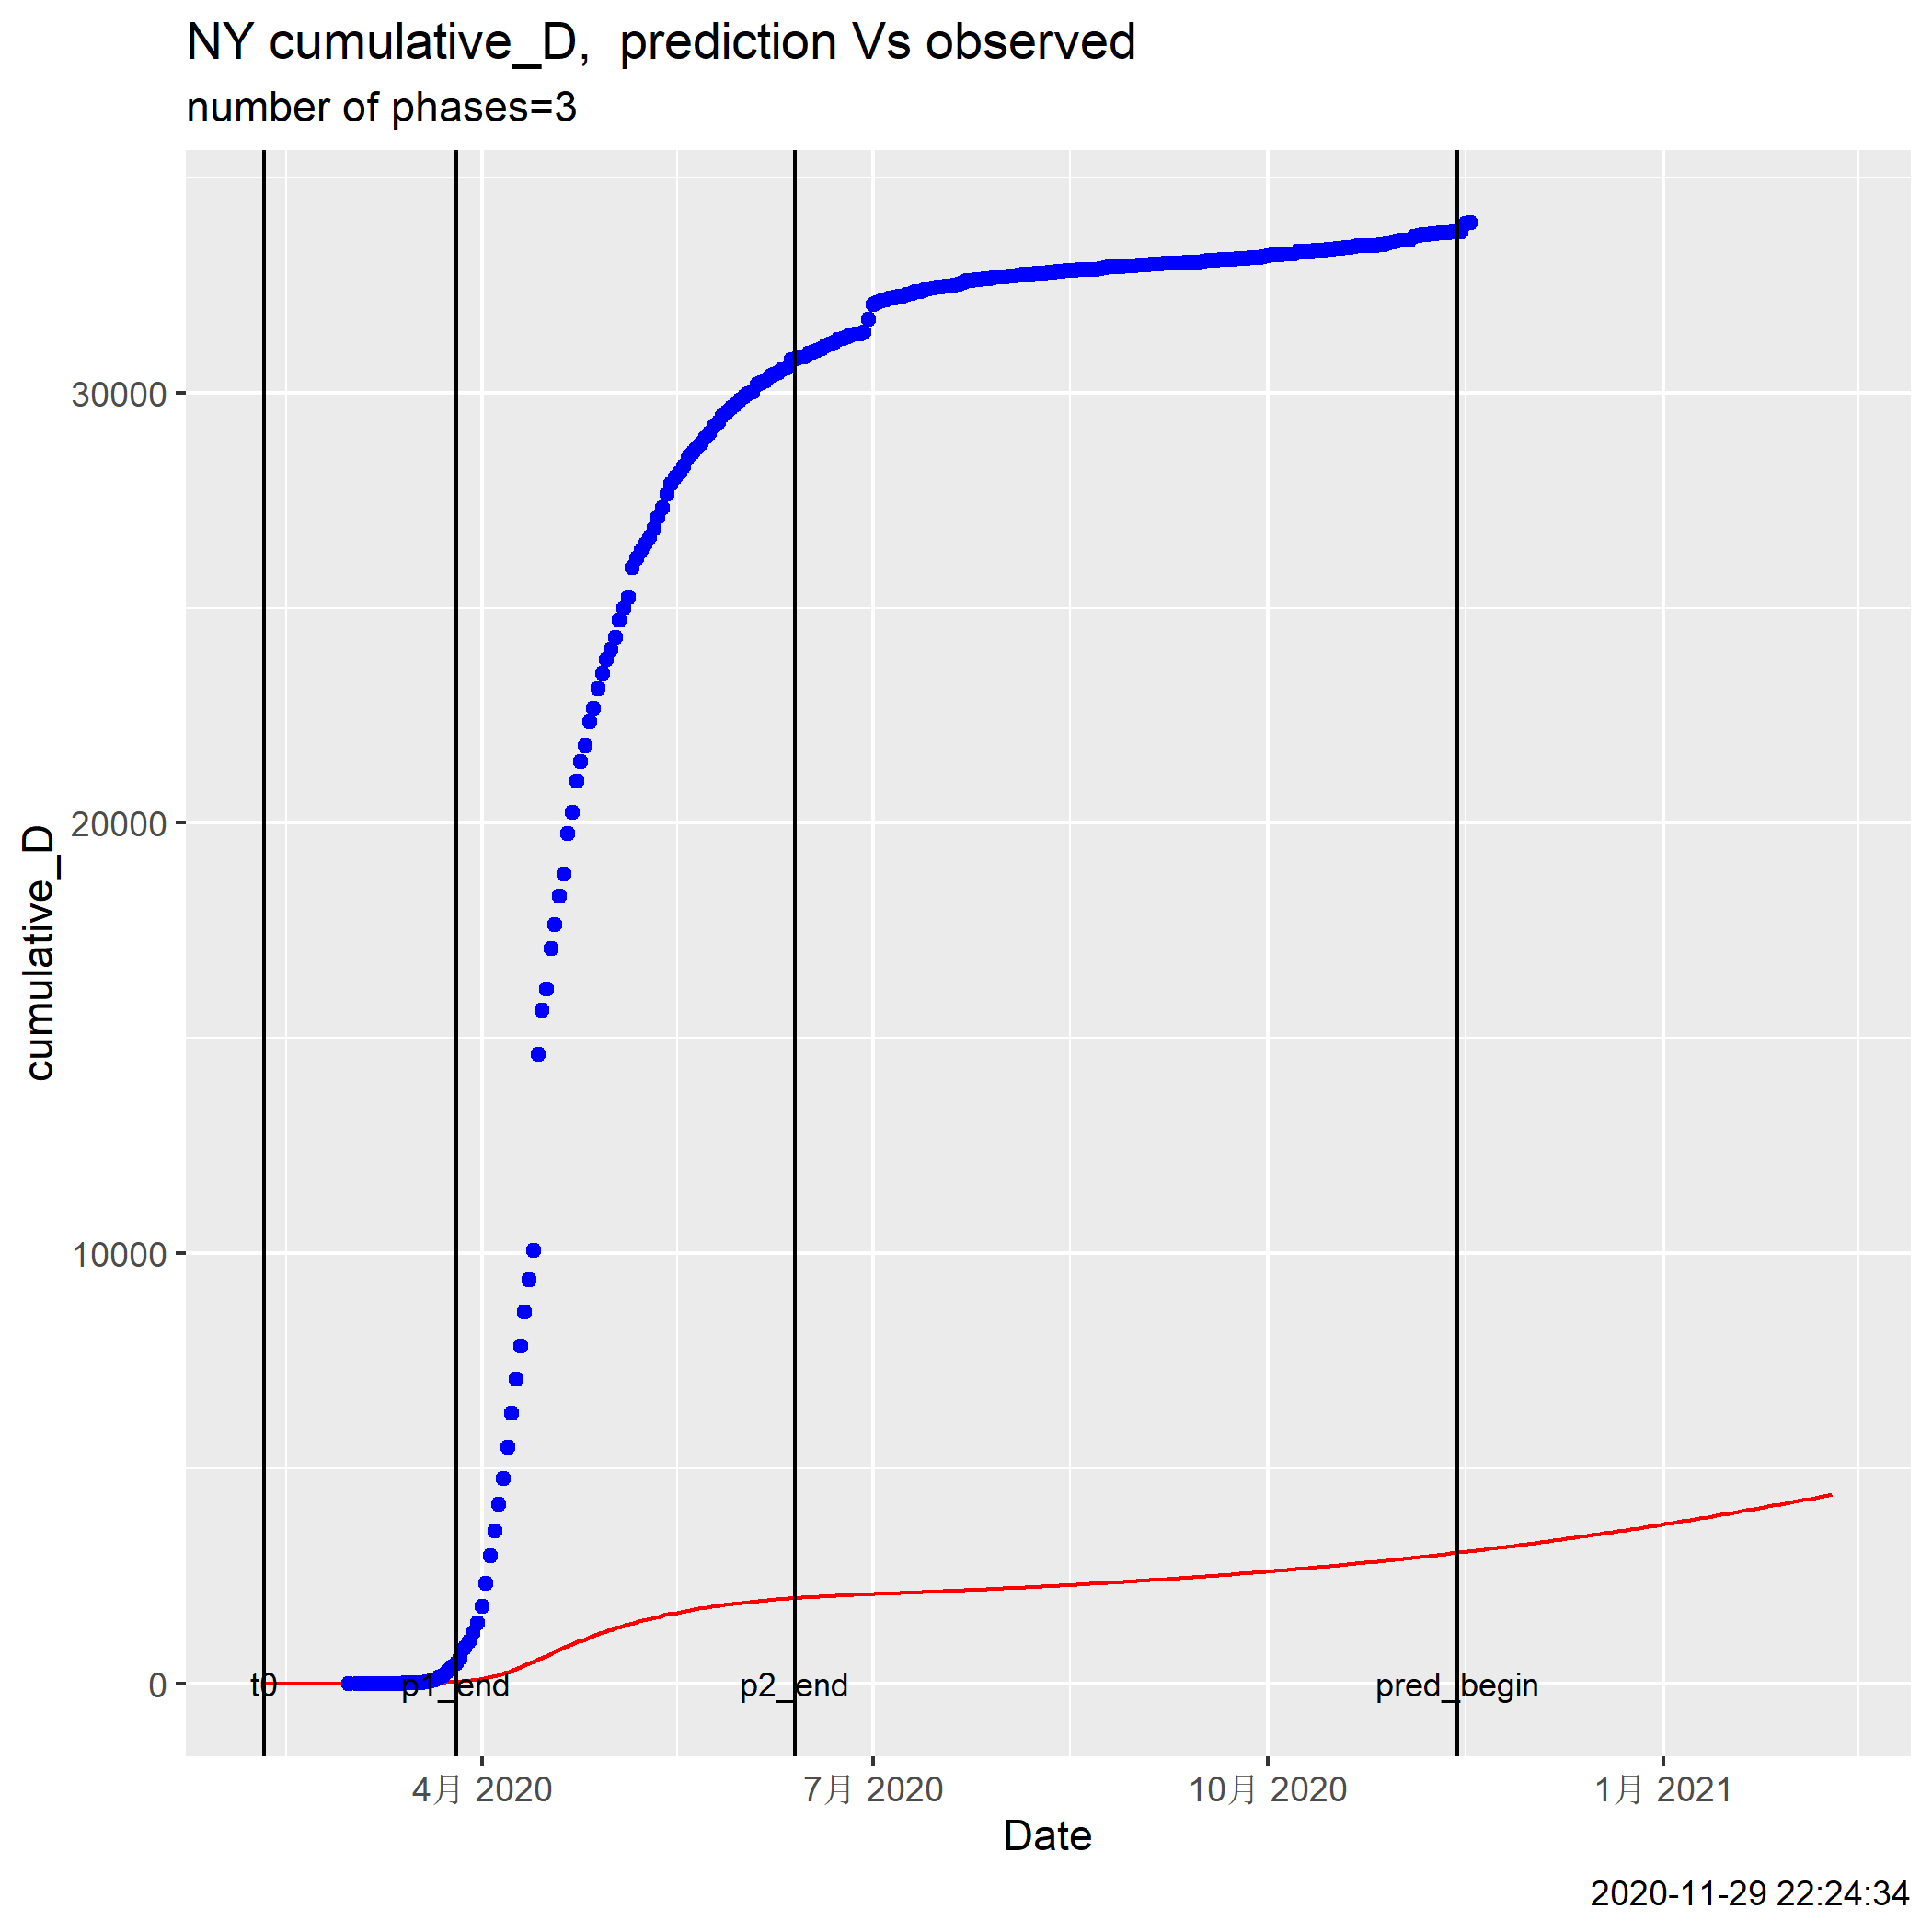 NY cumulative_D,  prediction Vs observed
number of phases=3
cumulative_D
30000
20000
10000
0
t0
p1_end
p2_end
pred_begin
4月 2020
7月 2020
10月 2020
1月 2021
Date
2020-11-29 22:24:34